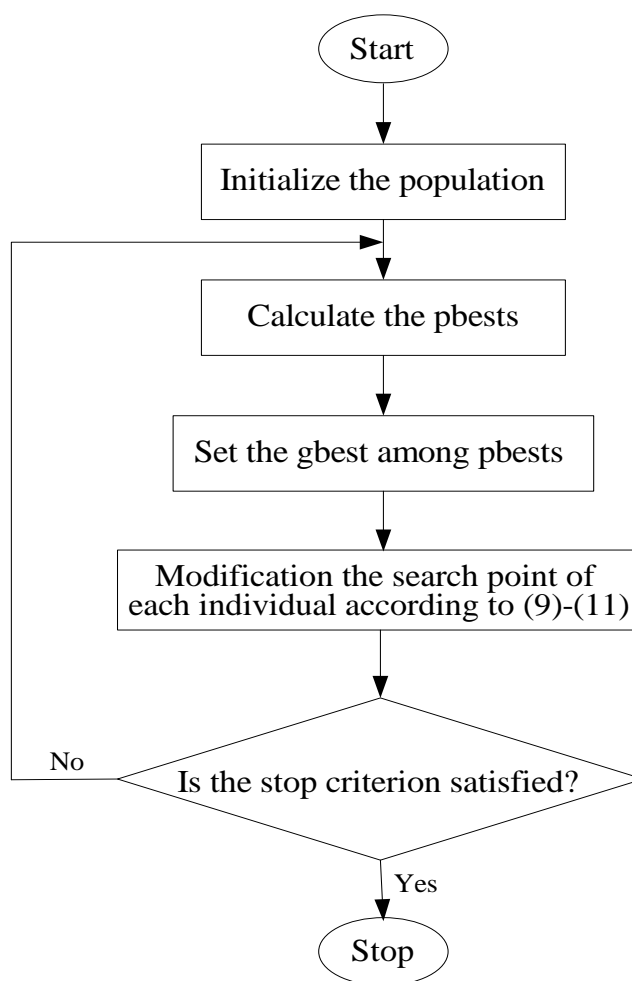 Start
Initialize the population
Calculate the pbests
Set the gbest among pbests
Modification the search point of
each individual according to (9)-(11)
No
Is the stop criterion satisfied?
Yes
Stop